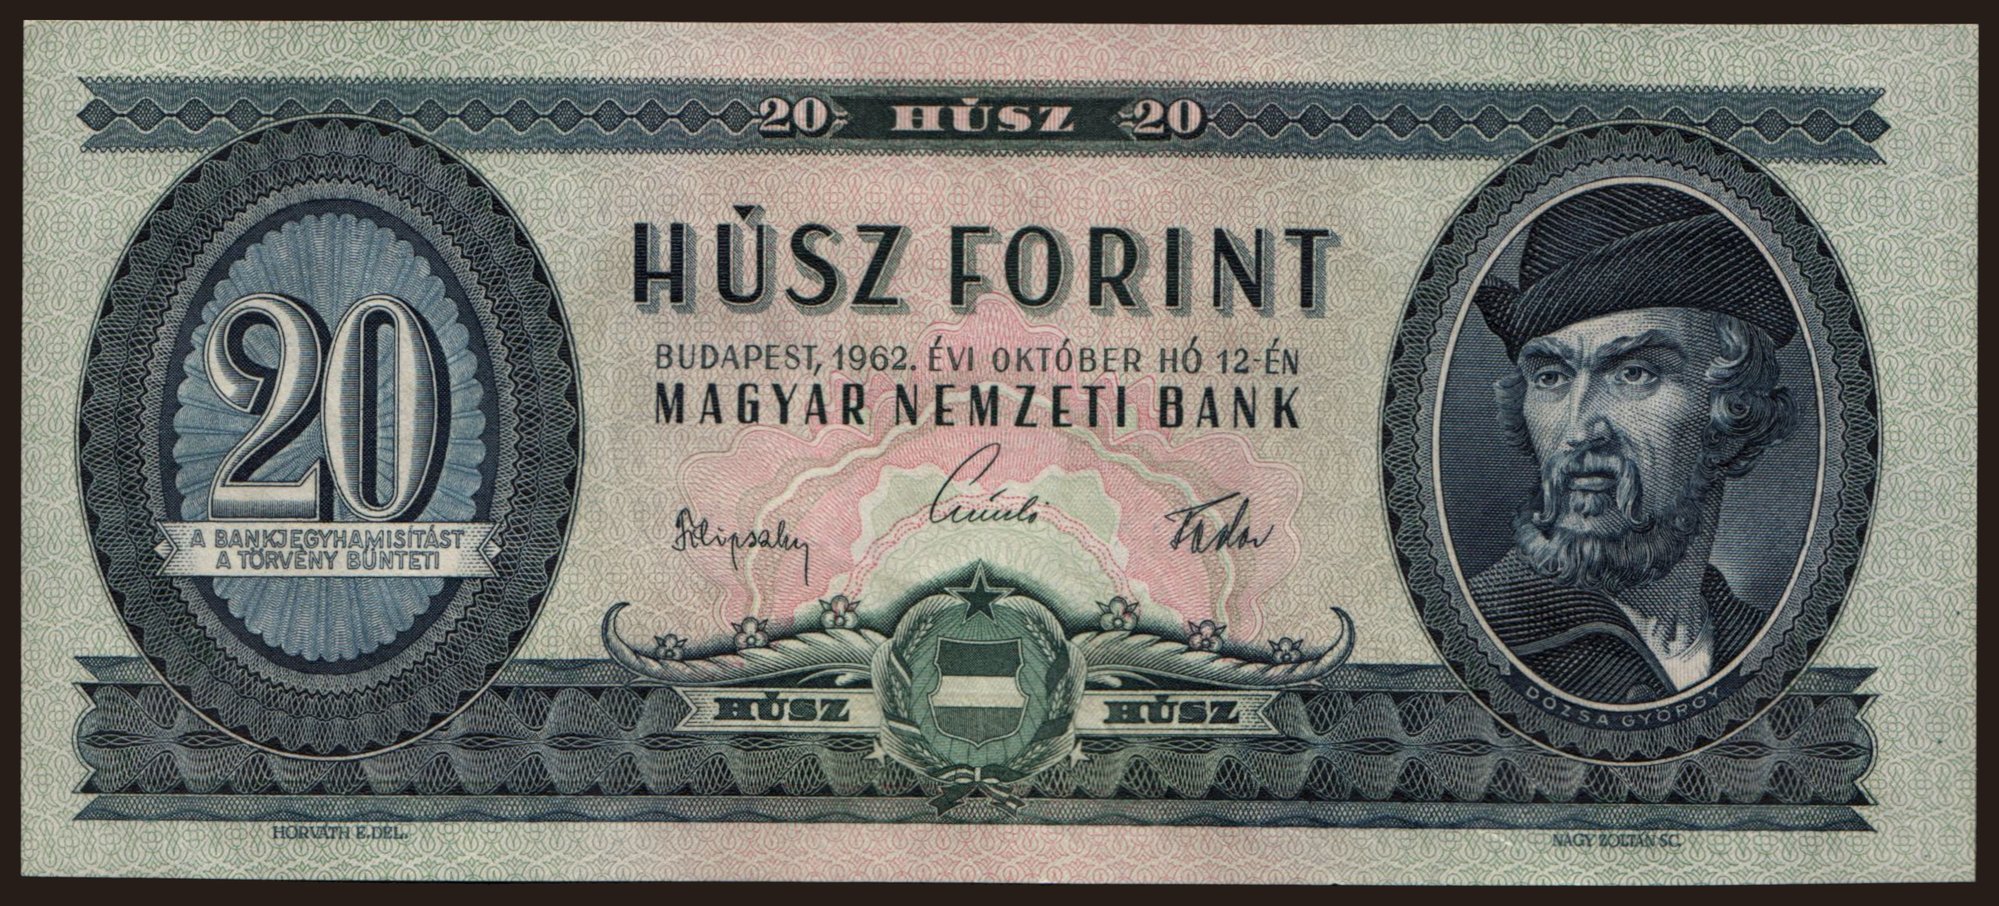 20 HÚSZ 20
HÚSZ FORINT
BUDAPEST, 1962. ÉVI OKTÓBER HÓ 12-ÉN
MAGYAR NEMZETI BANK
20
A BANKJEGYHAMISÍTÁST
A TÖRVÉNY BÜNTETI
HÚSZ HÚSZ
DÓZSA GYÖRGY
HORVÁTH E. DEL.
NAGY ZOLTÁN SC.